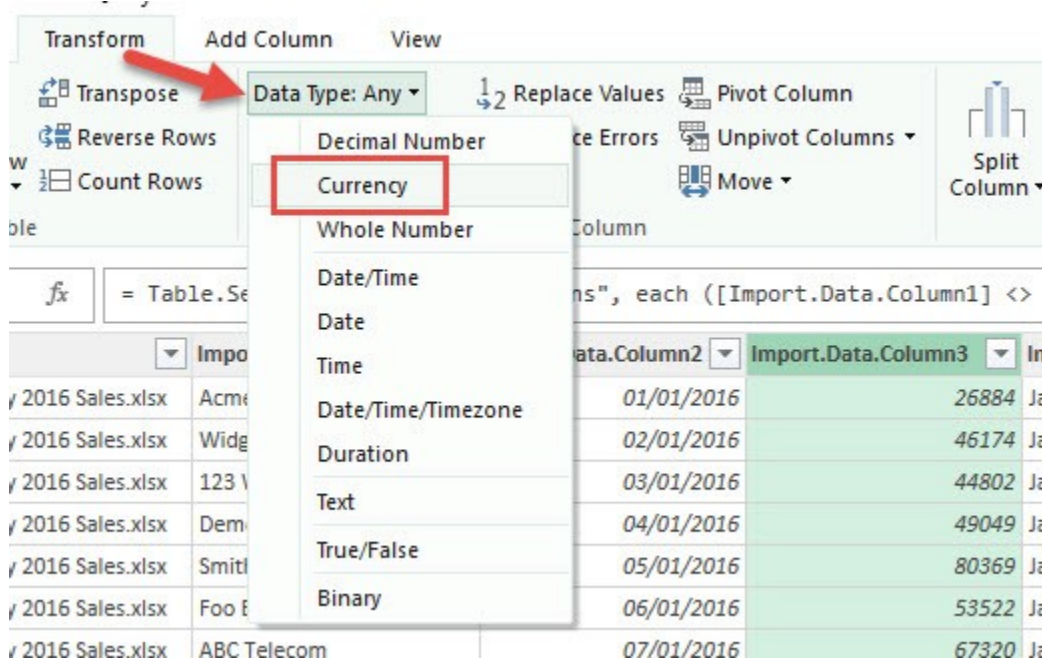 Transform Add Column View
Transpose Data Type: Any Replace Values Pivot Column
Reverse Rows Decimal Number ce Errors Unpivot Columns
Count Rows Currency Move Split
Column
Whole Number Column
Date/Time
fx = Table.Se ns", each ([Import.Data.Column1] <>
Date
Impo ata.Column2 Import.Data.Column3
Time
2016 Sales.xlsx Acme 01/01/2016 26884
Date/Time/Timezone
2016 Sales.xlsx Widg 02/01/2016 46174
Duration
2016 Sales.xlsx 123 03/01/2016 44802
Text
2016 Sales.xlsx Dem 04/01/2016 49049
True/False
2016 Sales.xlsx Smit 05/01/2016 80369
Binary
2016 Sales.xlsx Foo 06/01/2016 53522
2016 Sales.xlsx ABC Telecom 07/01/2016 67320